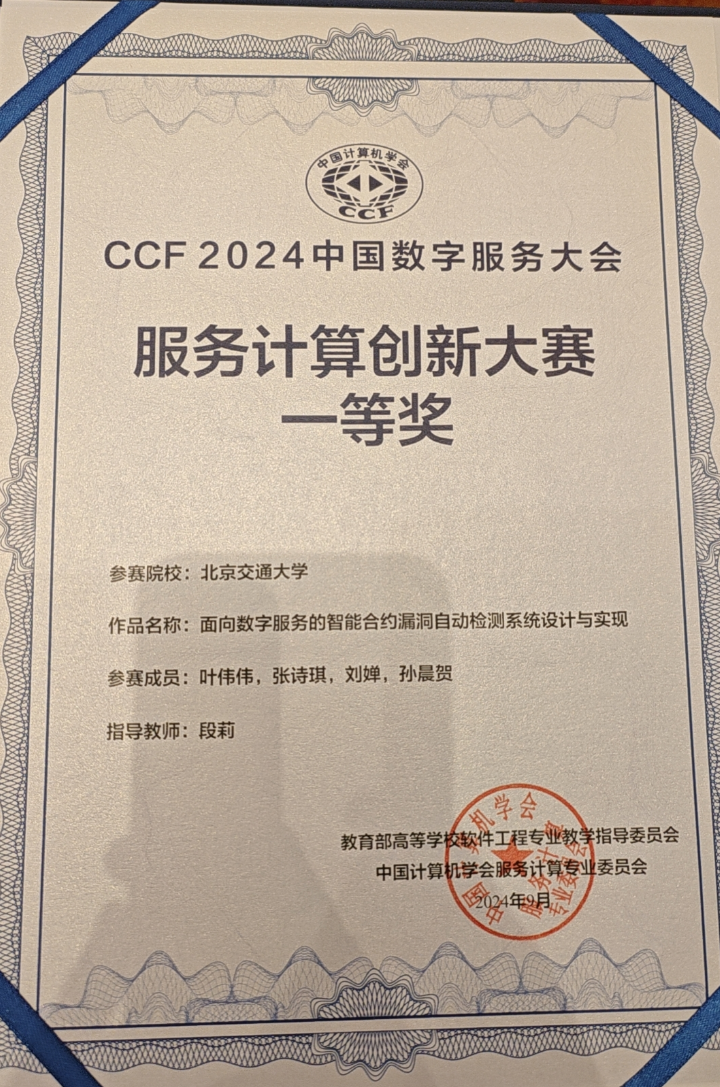 中国计算机学会
CCF
CCF 2024中国数字服务大会
服务计算创新大赛
一等奖
参赛院校：北京交通大学
作品名称：面向数字服务的智能合约漏洞自动检测系统设计与实现
参赛成员：叶伟伟，张诗琪，刘婵，孙晨贺
指导教师：段莉
教育部高等学校软件工程专业教学指导委员会
中国计算机学会服务计算专业委员会
2024年9月
中国计算机学会
服务计算
专业委员会